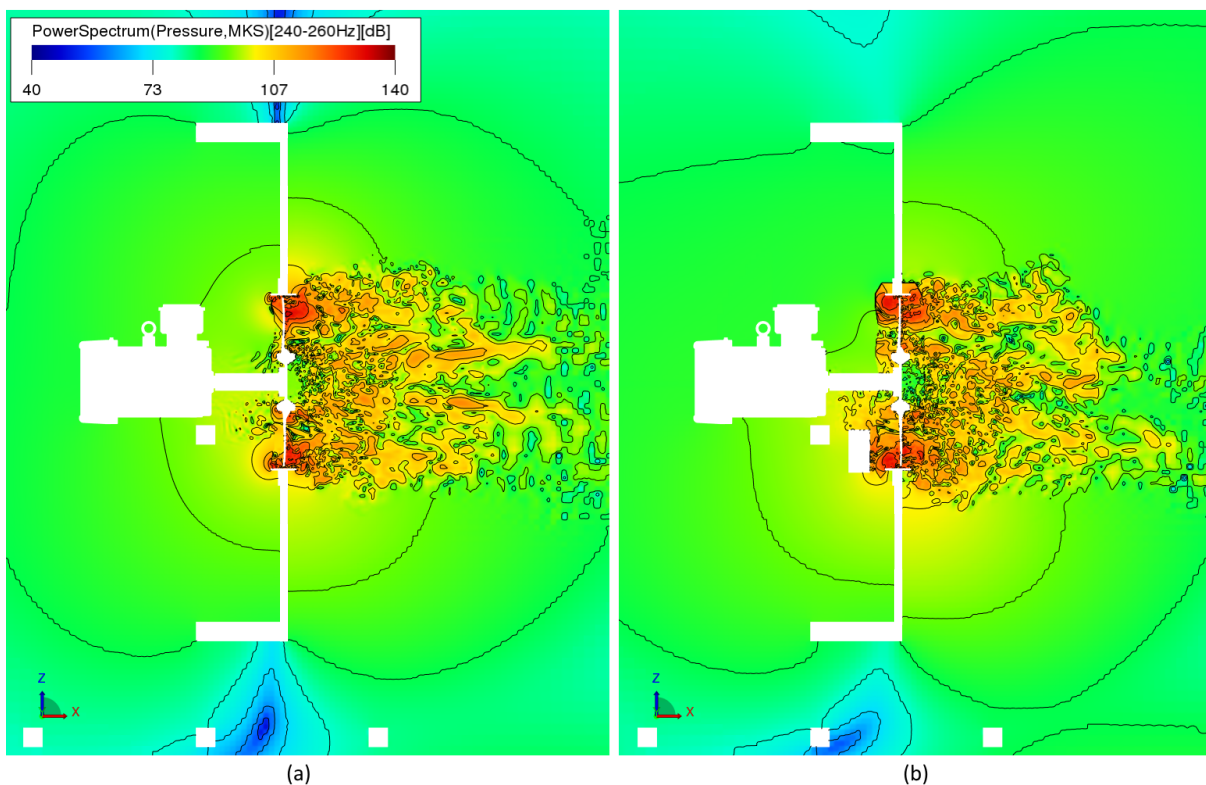 PowerSpectrum(Pressure,MKS)[240-260Hz][dB]
40 73 107 140
Z
X
Z
X
(a)
(b)